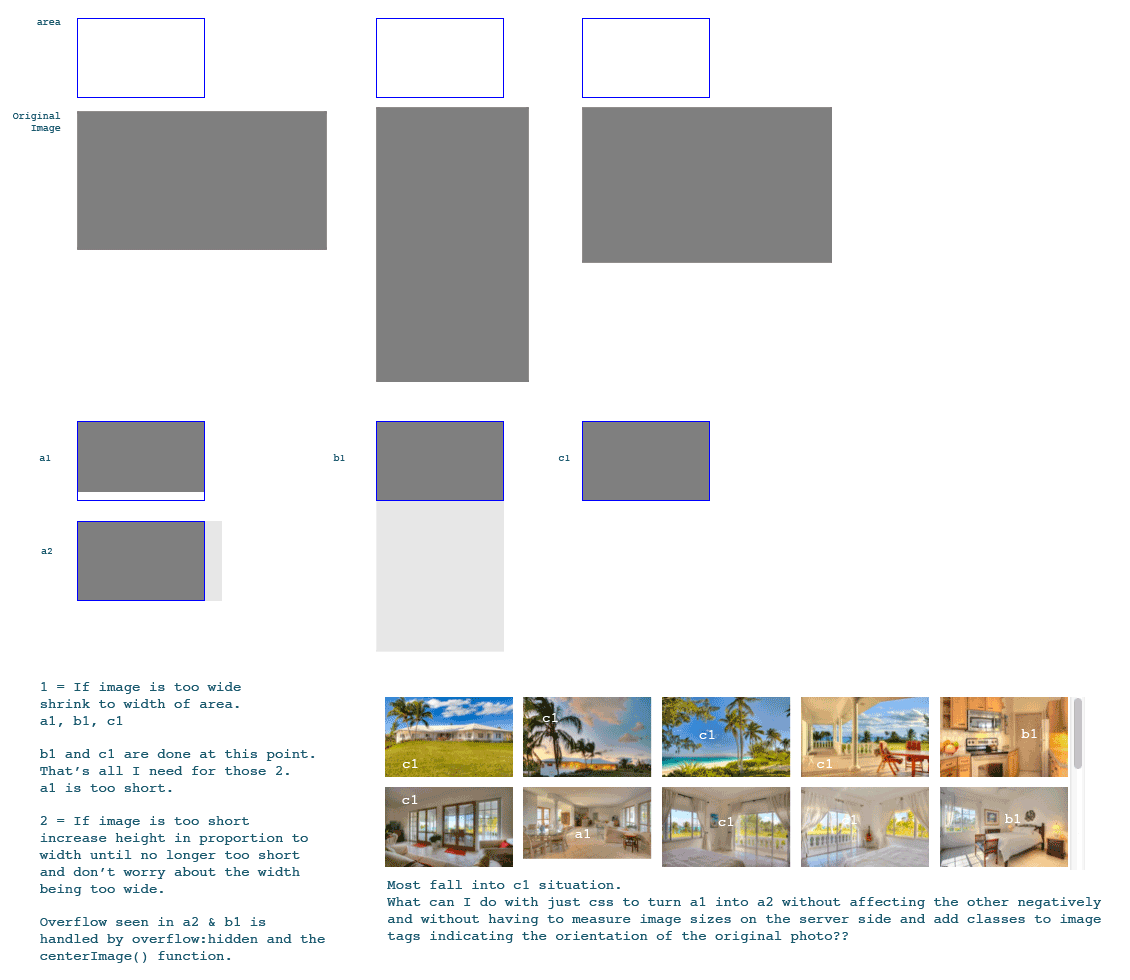 area
Original
Image
a1
b1
c1
a2
1 = If image is too wide
shrink to width of area.
a1, b1, c1
b1 and c1 are done at this point.
That’s all I need for those 2.
a1 is too short.
2 = If image is too short
increase height in proportion to
width until no longer too short
and don’t worry about the width
being too wide.
Overflow seen in a2 & b1 is
handled by overflow:hidden and the
centerImage() function.
c1
c1
c1
c1
b1
c1
a1
c1
b1
Most fall into c1 situation.
What can I do with just css to turn a1 into a2 without affecting the other negatively
and without having to measure image sizes on the server side and add classes to image
tags indicating the orientation of the original photo??